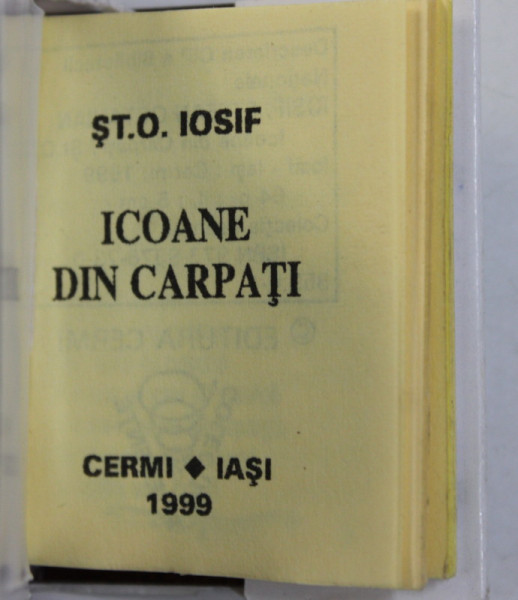 ŞT.O. IOSIF
ICOANE
DIN CARPAŢI
CERMI ◆ IAŞI
1999